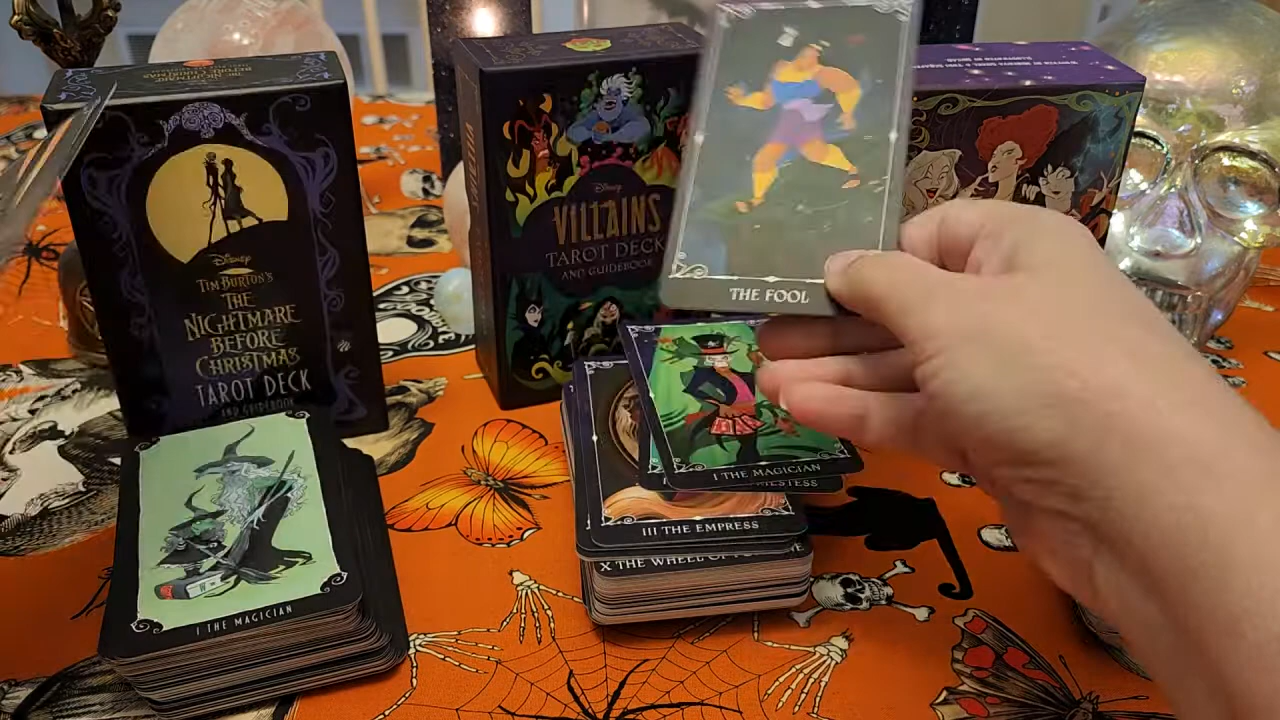 Disney
TIM BURTON'S
THE
NIGHTMARE
BEFORE
CHRISTMAS
TAROT DECK
AND GUIDEBOOK
I THE MAGICIAN
Disney
VILLAINS
TAROT DECK
AND GUIDEBOOK
THE FOOL
I THE MAGICIAN
III THE EMPRESS
X THE WHEEL OF